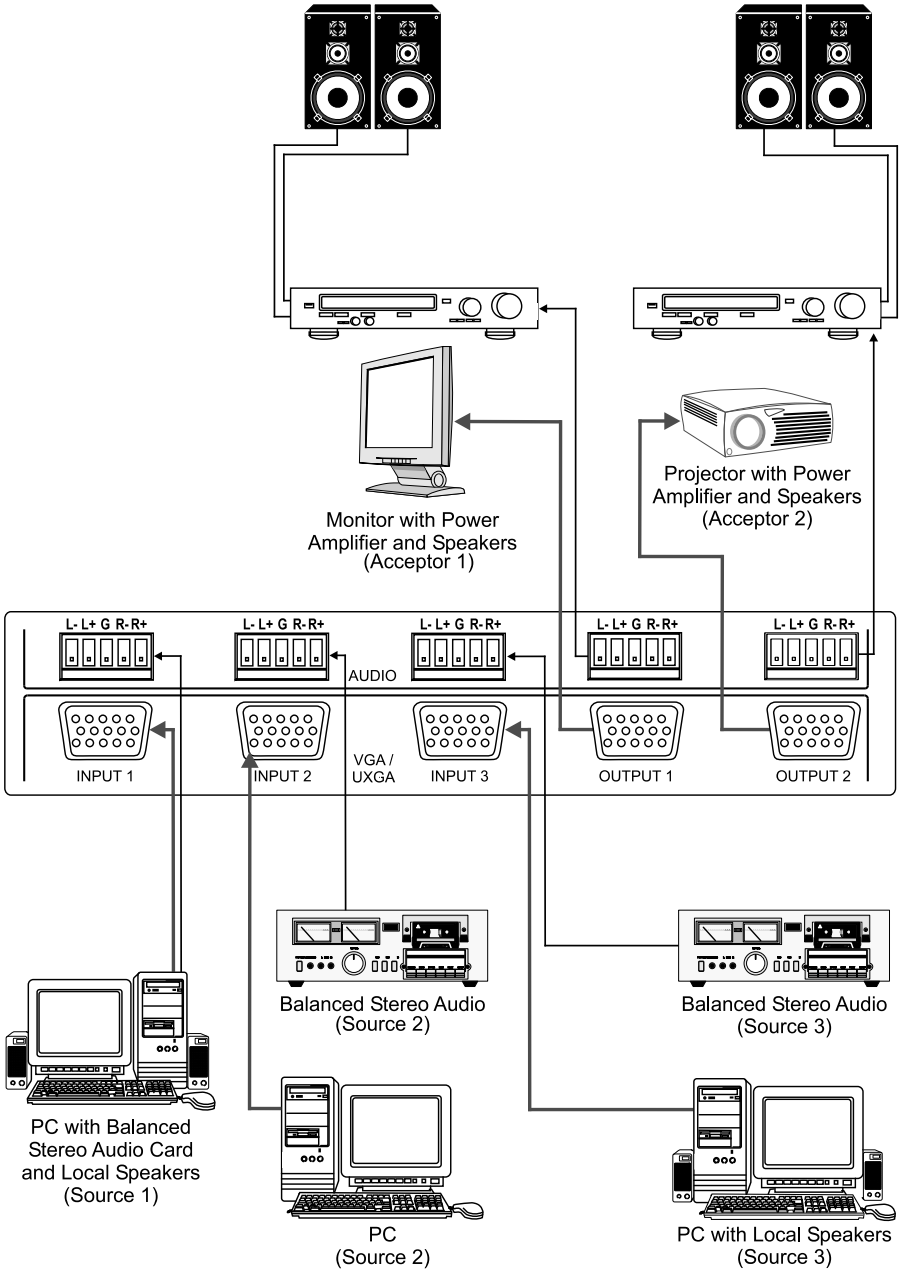 Monitor with Power
Amplifier and Speakers
(Acceptor 1)
Projector with Power
Amplifier and Speakers
(Acceptor 2)
L- L+ G R- R+
L- L+ G R- R+
L- L+ G R- R+
L- L+ G R- R+
L- L+ G R- R+
AUDIO
VGA /
UXGA
INPUT 1
INPUT 2
INPUT 3
OUTPUT 1
OUTPUT 2
Balanced Stereo Audio
(Source 2)
Balanced Stereo Audio
(Source 3)
PC with Balanced
Stereo Audio Card
and Local Speakers
(Source 1)
PC
(Source 2)
PC with Local Speakers
(Source 3)